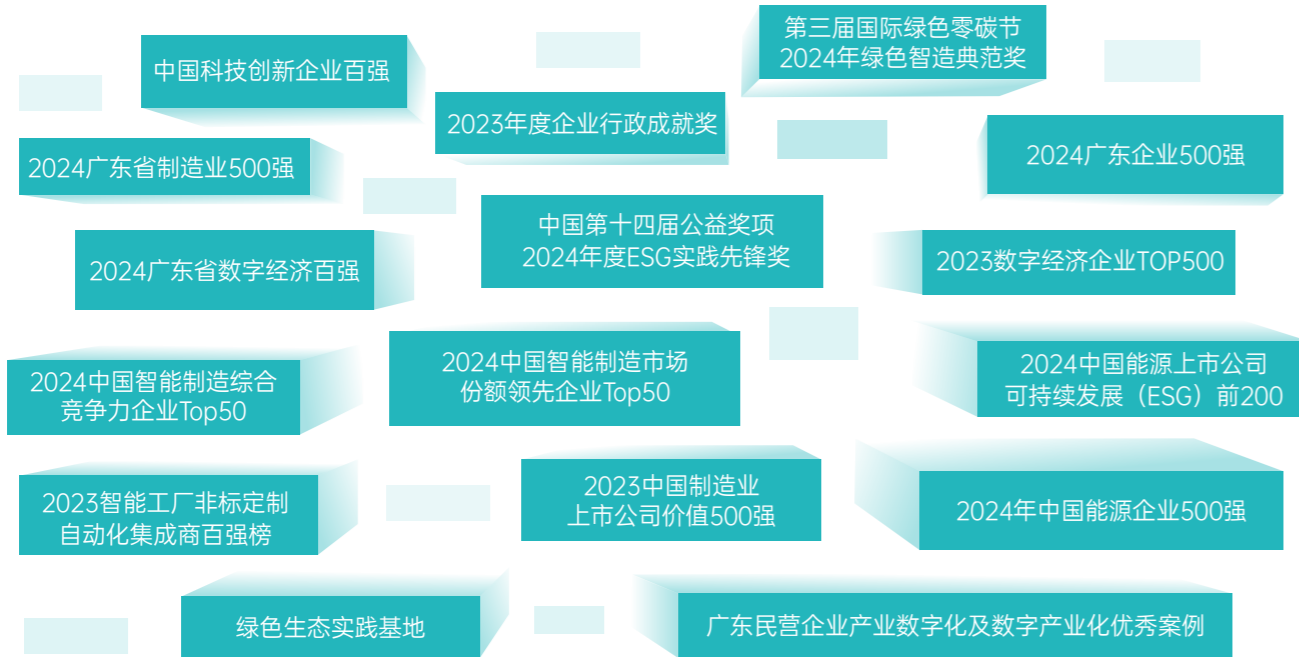 第三届国际绿色零碳节
2024年绿色智造典范奖
中国科技创新企业百强
2023年度企业行政成就奖
2024广东省制造业500强
2024广东企业500强
中国第十四届公益奖项
2024年度ESG实践先锋奖
2024广东省数字经济百强
2023数字经济企业TOP500
2024中国智能制造综合
竞争力企业Top50
2024中国智能制造市场
份额领先企业Top50
2024中国能源上市公司
可持续发展（ESG）前200
2023智能工厂非标定制
自动化集成商百强榜
2023中国制造业
上市公司价值500强
2024年中国能源企业500强
绿色生态实践基地
广东民营企业产业数字化及数字产业化优秀案例